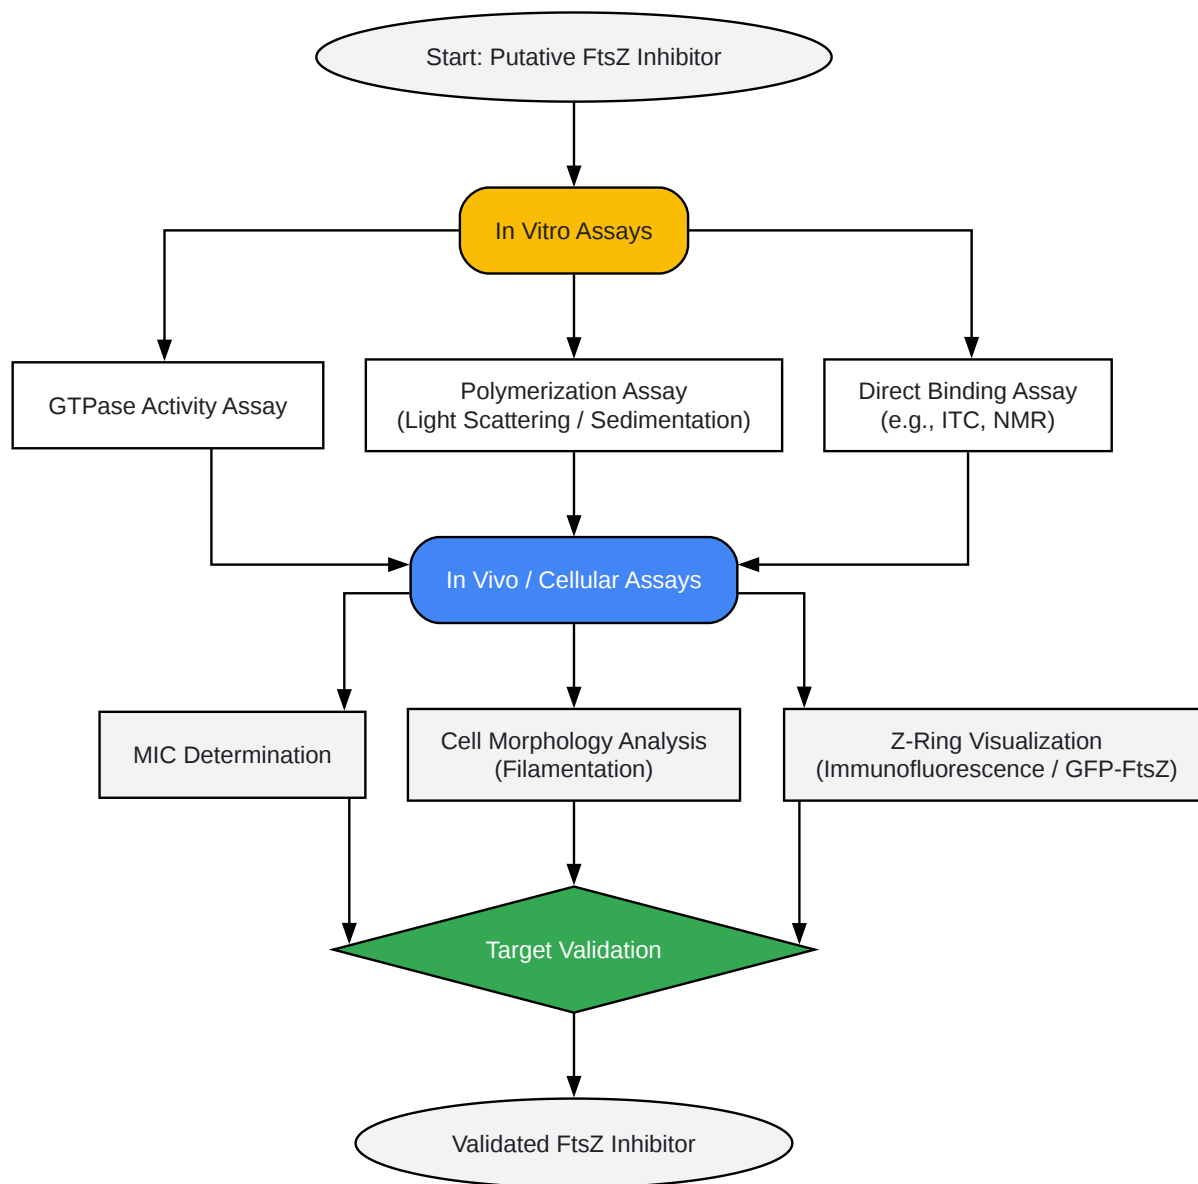 Start: Putative FtsZ Inhibitor
In Vitro Assays
GTPase Activity Assay
Polymerization Assay
(Light Scattering / Sedimentation)
Direct Binding Assay
(e.g., ITC, NMR)
In Vivo / Cellular Assays
MIC Determination
Cell Morphology Analysis
(Filamentation)
Z-Ring Visualization
(Immunofluorescence / GFP-FtsZ)
Target Validation
Validated FtsZ Inhibitor